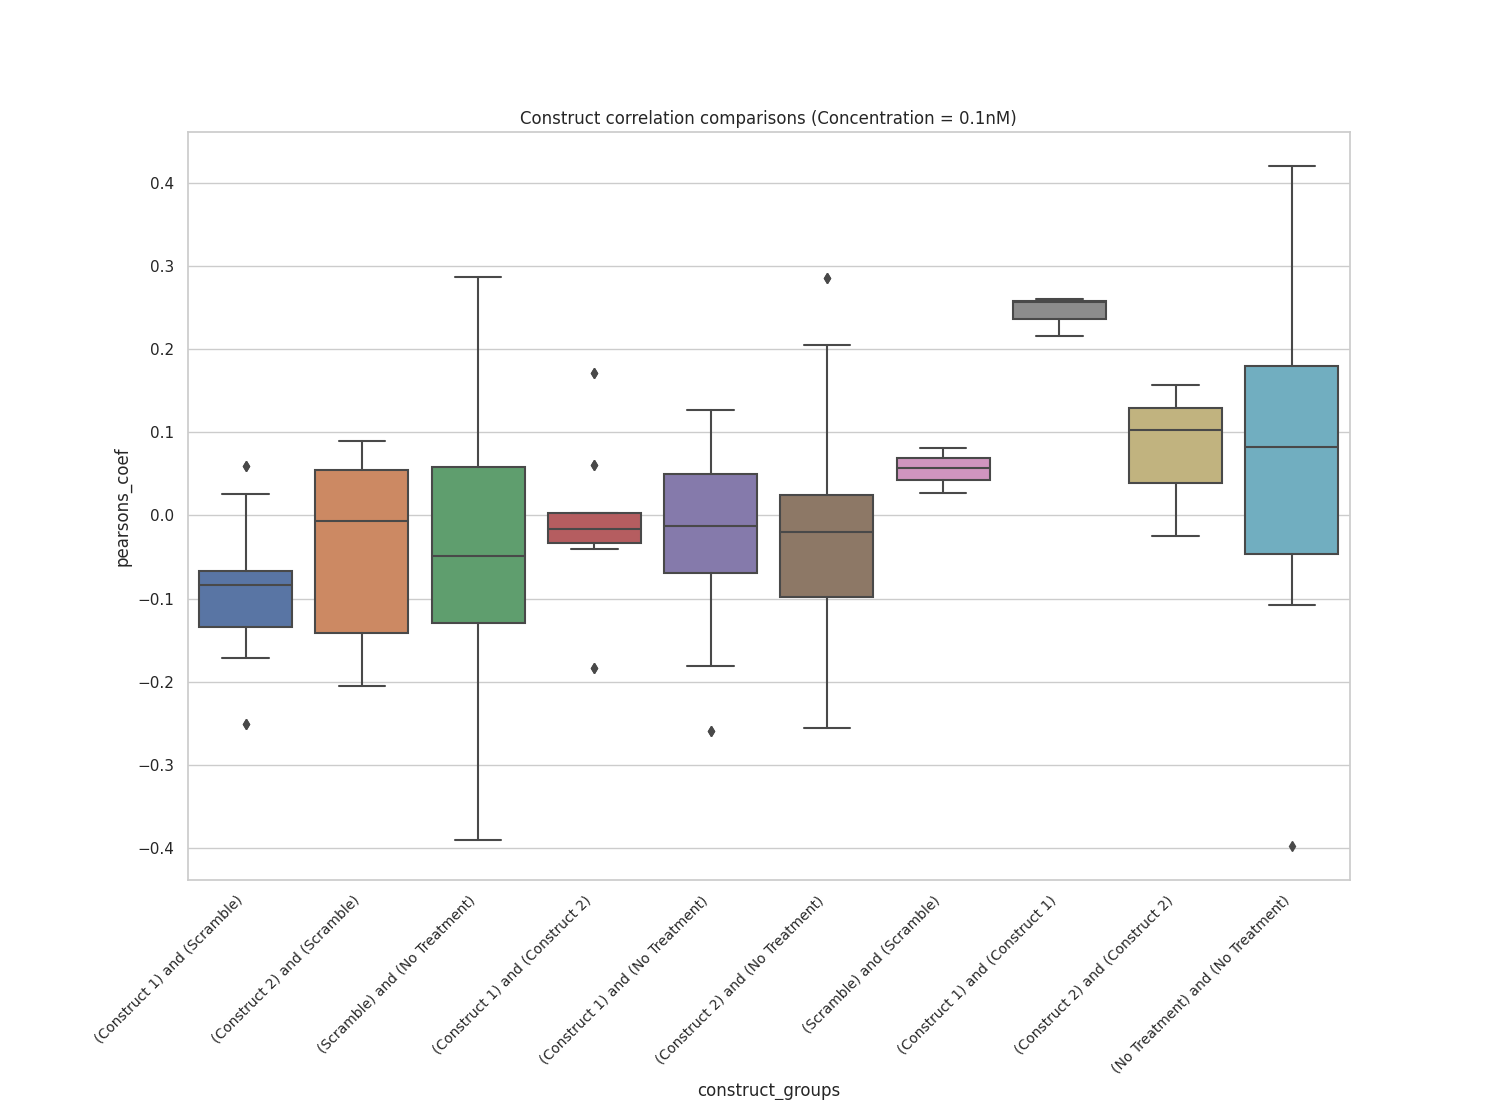 Construct correlation comparisons (Concentration = 0.1nM)
0.4
0.3
0.2
0.1
0.0
−0.1
−0.2
−0.3
−0.4
pearsons_coef
(Construct 1) and (Scramble)
(Construct 2) and (Scramble)
(Scramble) and (No Treatment)
(Construct 1) and (Construct 2)
(Construct 1) and (No Treatment)
(Construct 2) and (No Treatment)
(Scramble) and (Scramble)
(Construct 1) and (Construct 1)
(Construct 2) and (Construct 2)
(No Treatment) and (No Treatment)
construct_groups